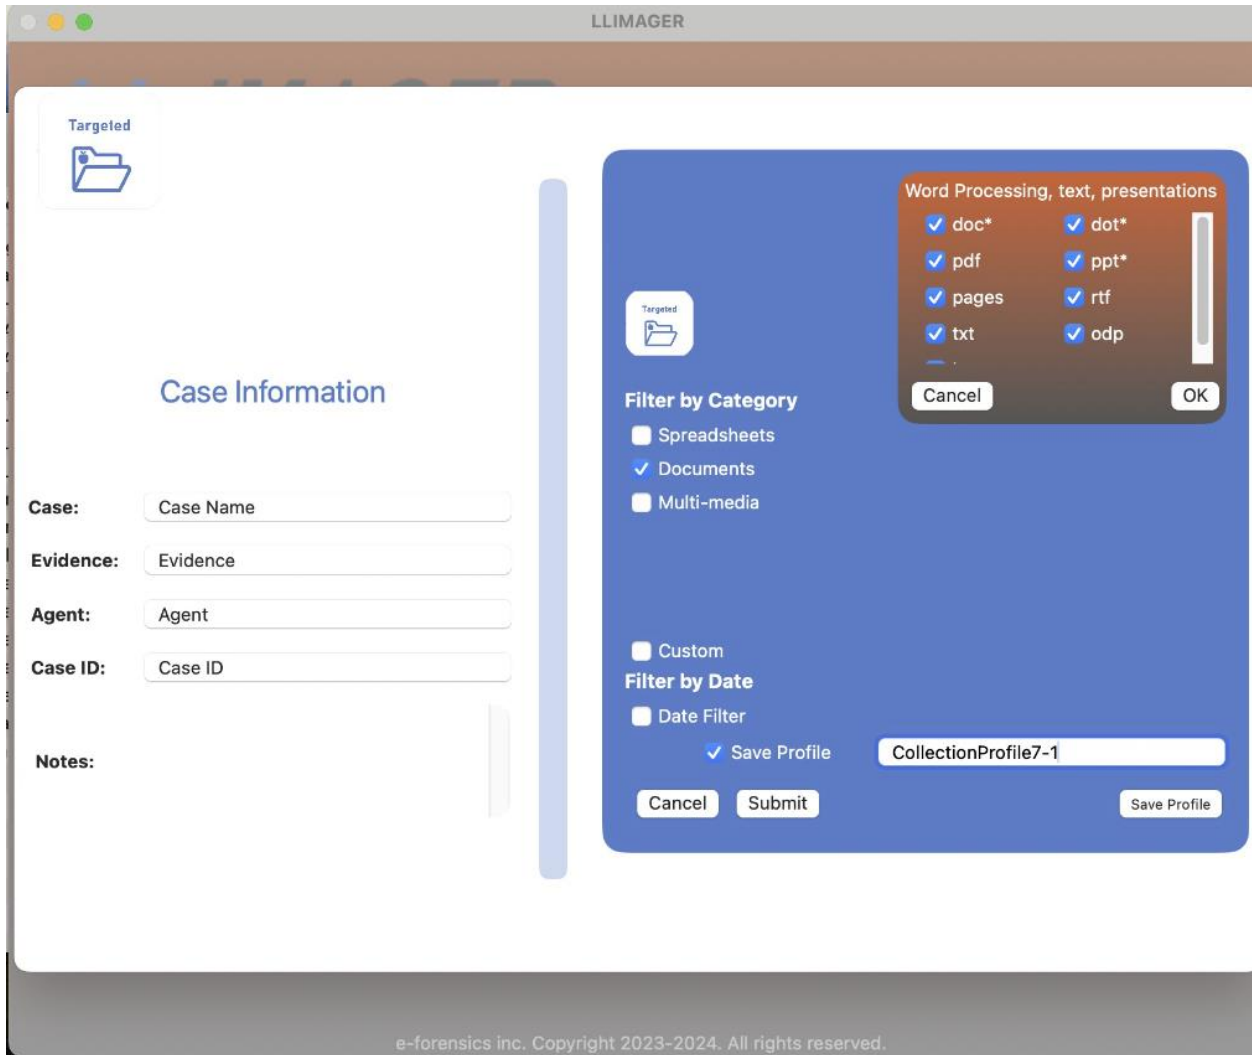 LLIMAGER
Targeted
Case Information
Case: Case Name
Evidence: Evidence
Agent: Agent
Case ID: Case ID
Notes:
Word Processing, text, presentations
doc* dot*
pdf ppt*
pages rtf
txt odp
Cancel OK
Targeted
Filter by Category
Spreadsheets
Documents
Multi-media
Custom
Filter by Date
Date Filter
Save Profile CollectionProfile7-1
Cancel Submit Save Profile
e-forensics inc. Copyright 2023-2024. All rights reserved.